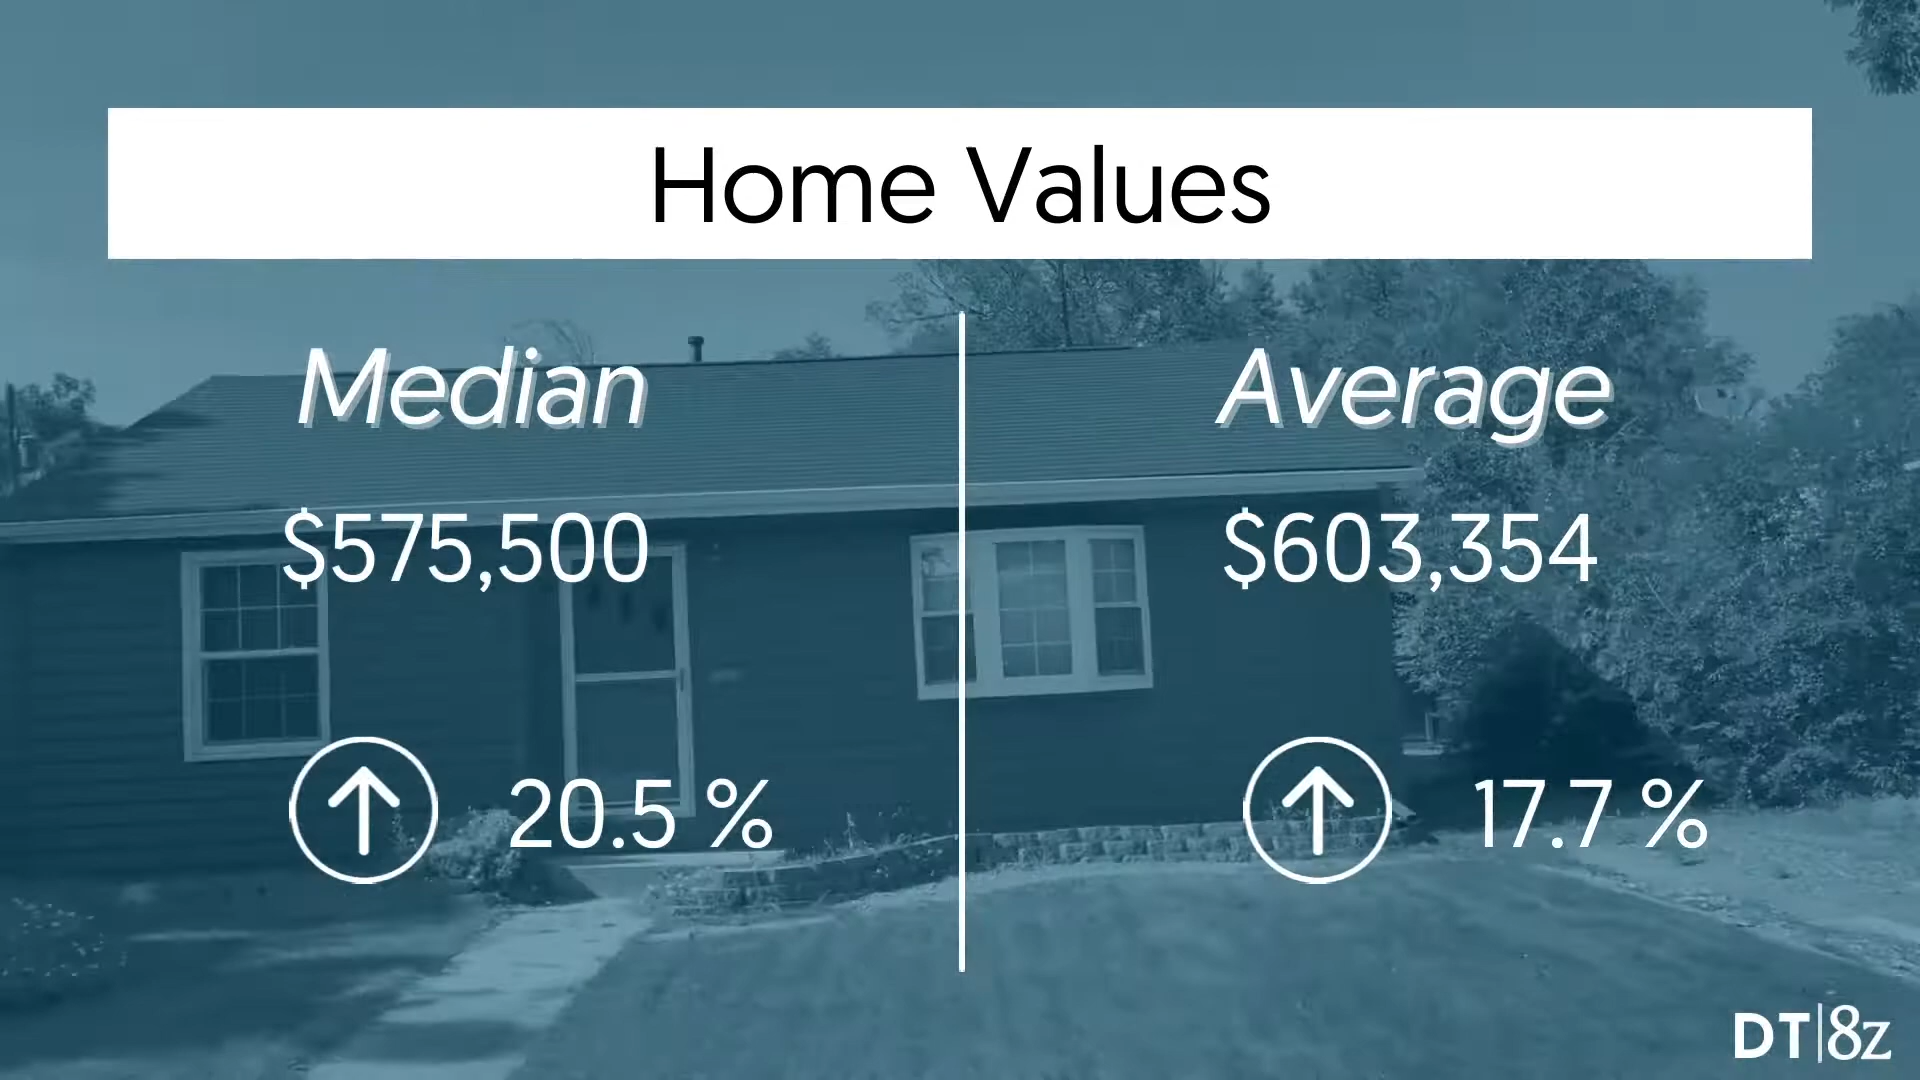 Home Values
Median
$575,500
20.5 %
Average
$603,354
17.7 %
DT|8z